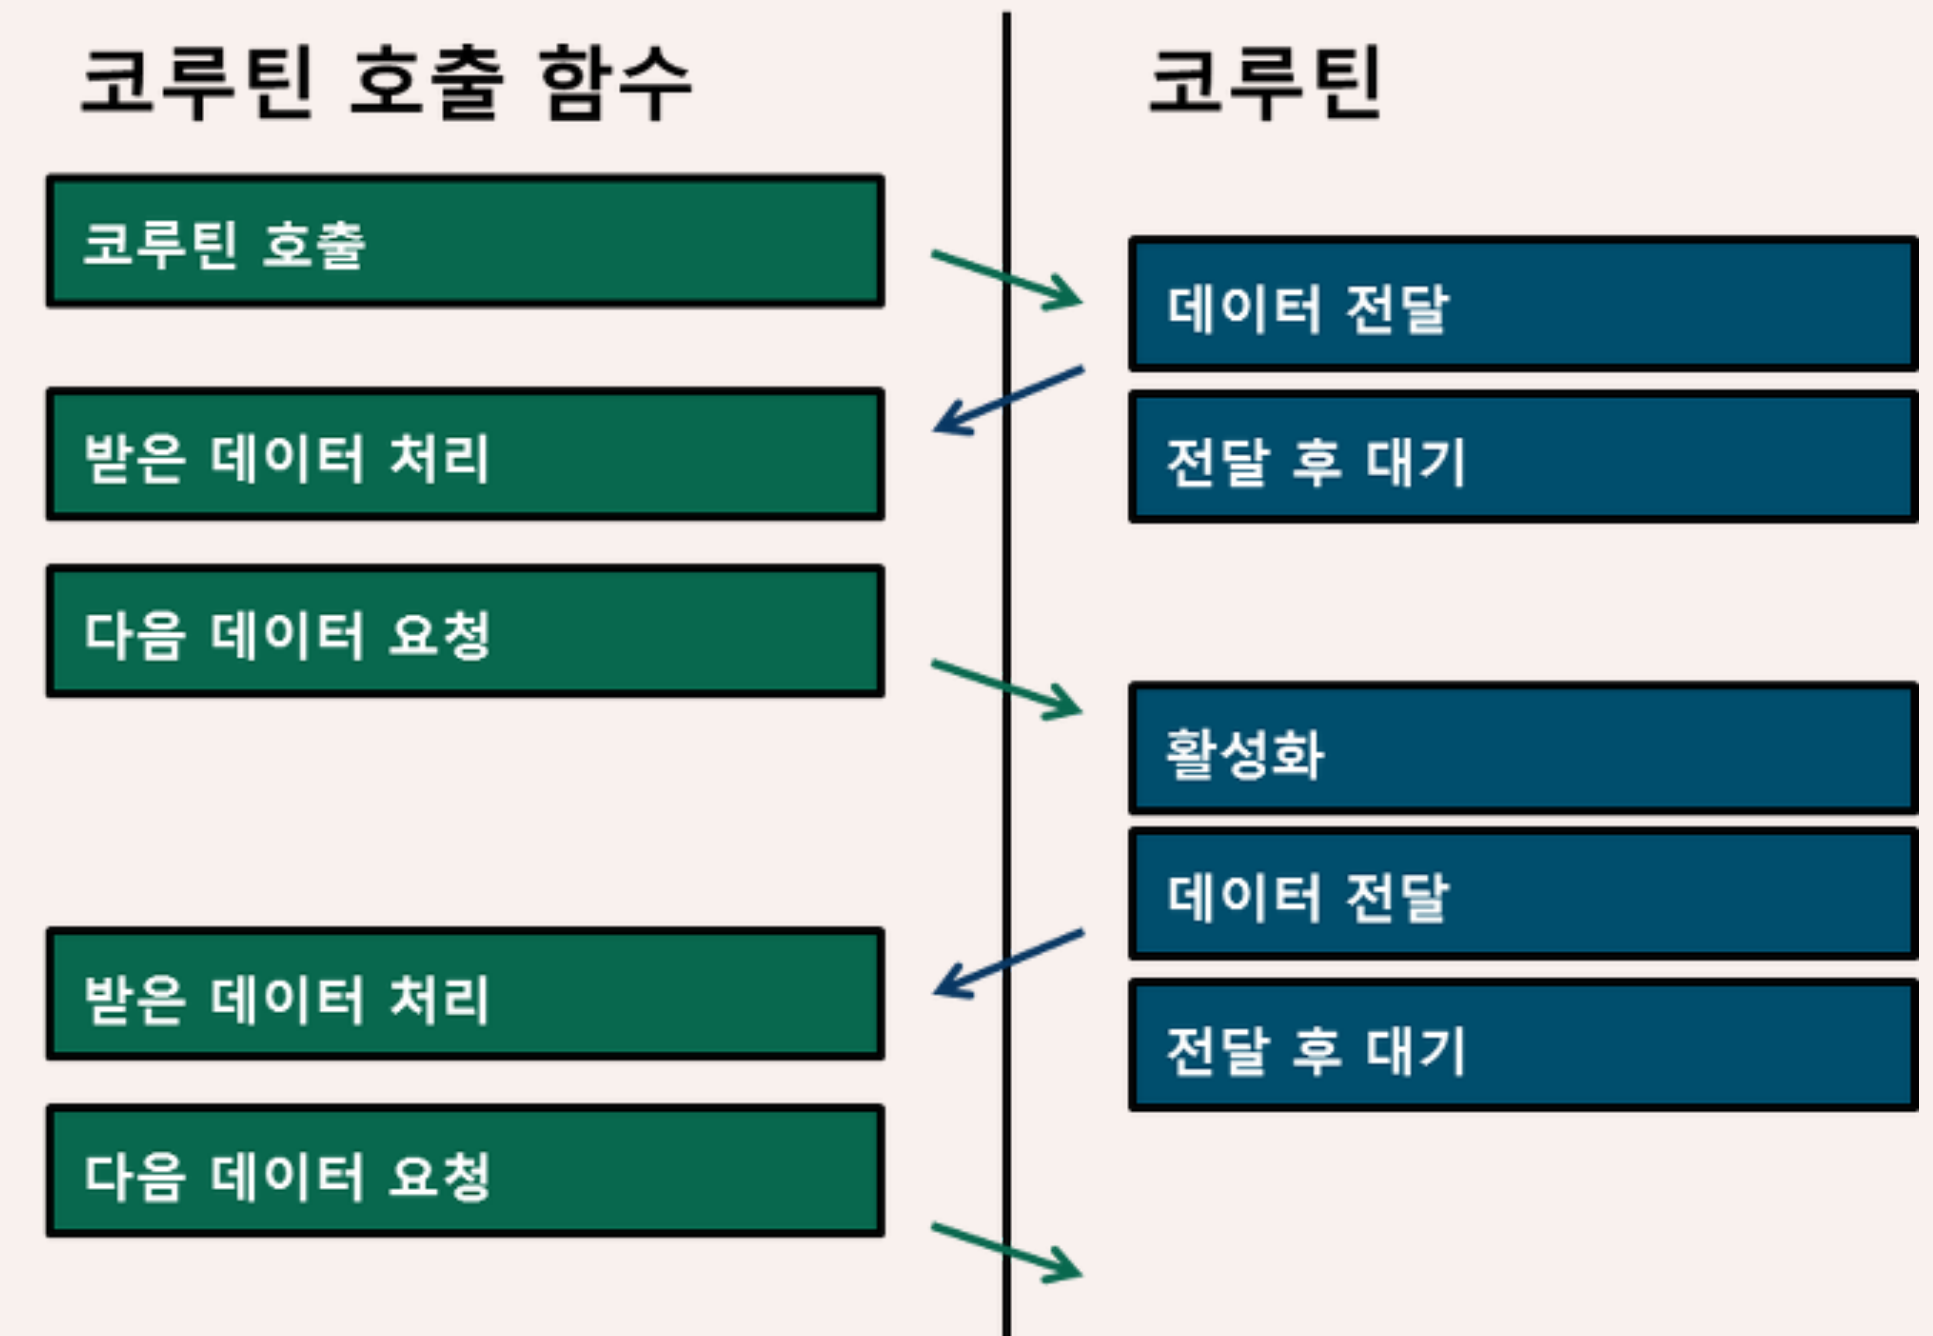 코루틴 호출 함수
코루틴 호출
받은 데이터 처리
다음 데이터 요청
받은 데이터 처리
다음 데이터 요청
코루틴
데이터 전달
전달 후 대기
활성화
데이터 전달
전달 후 대기